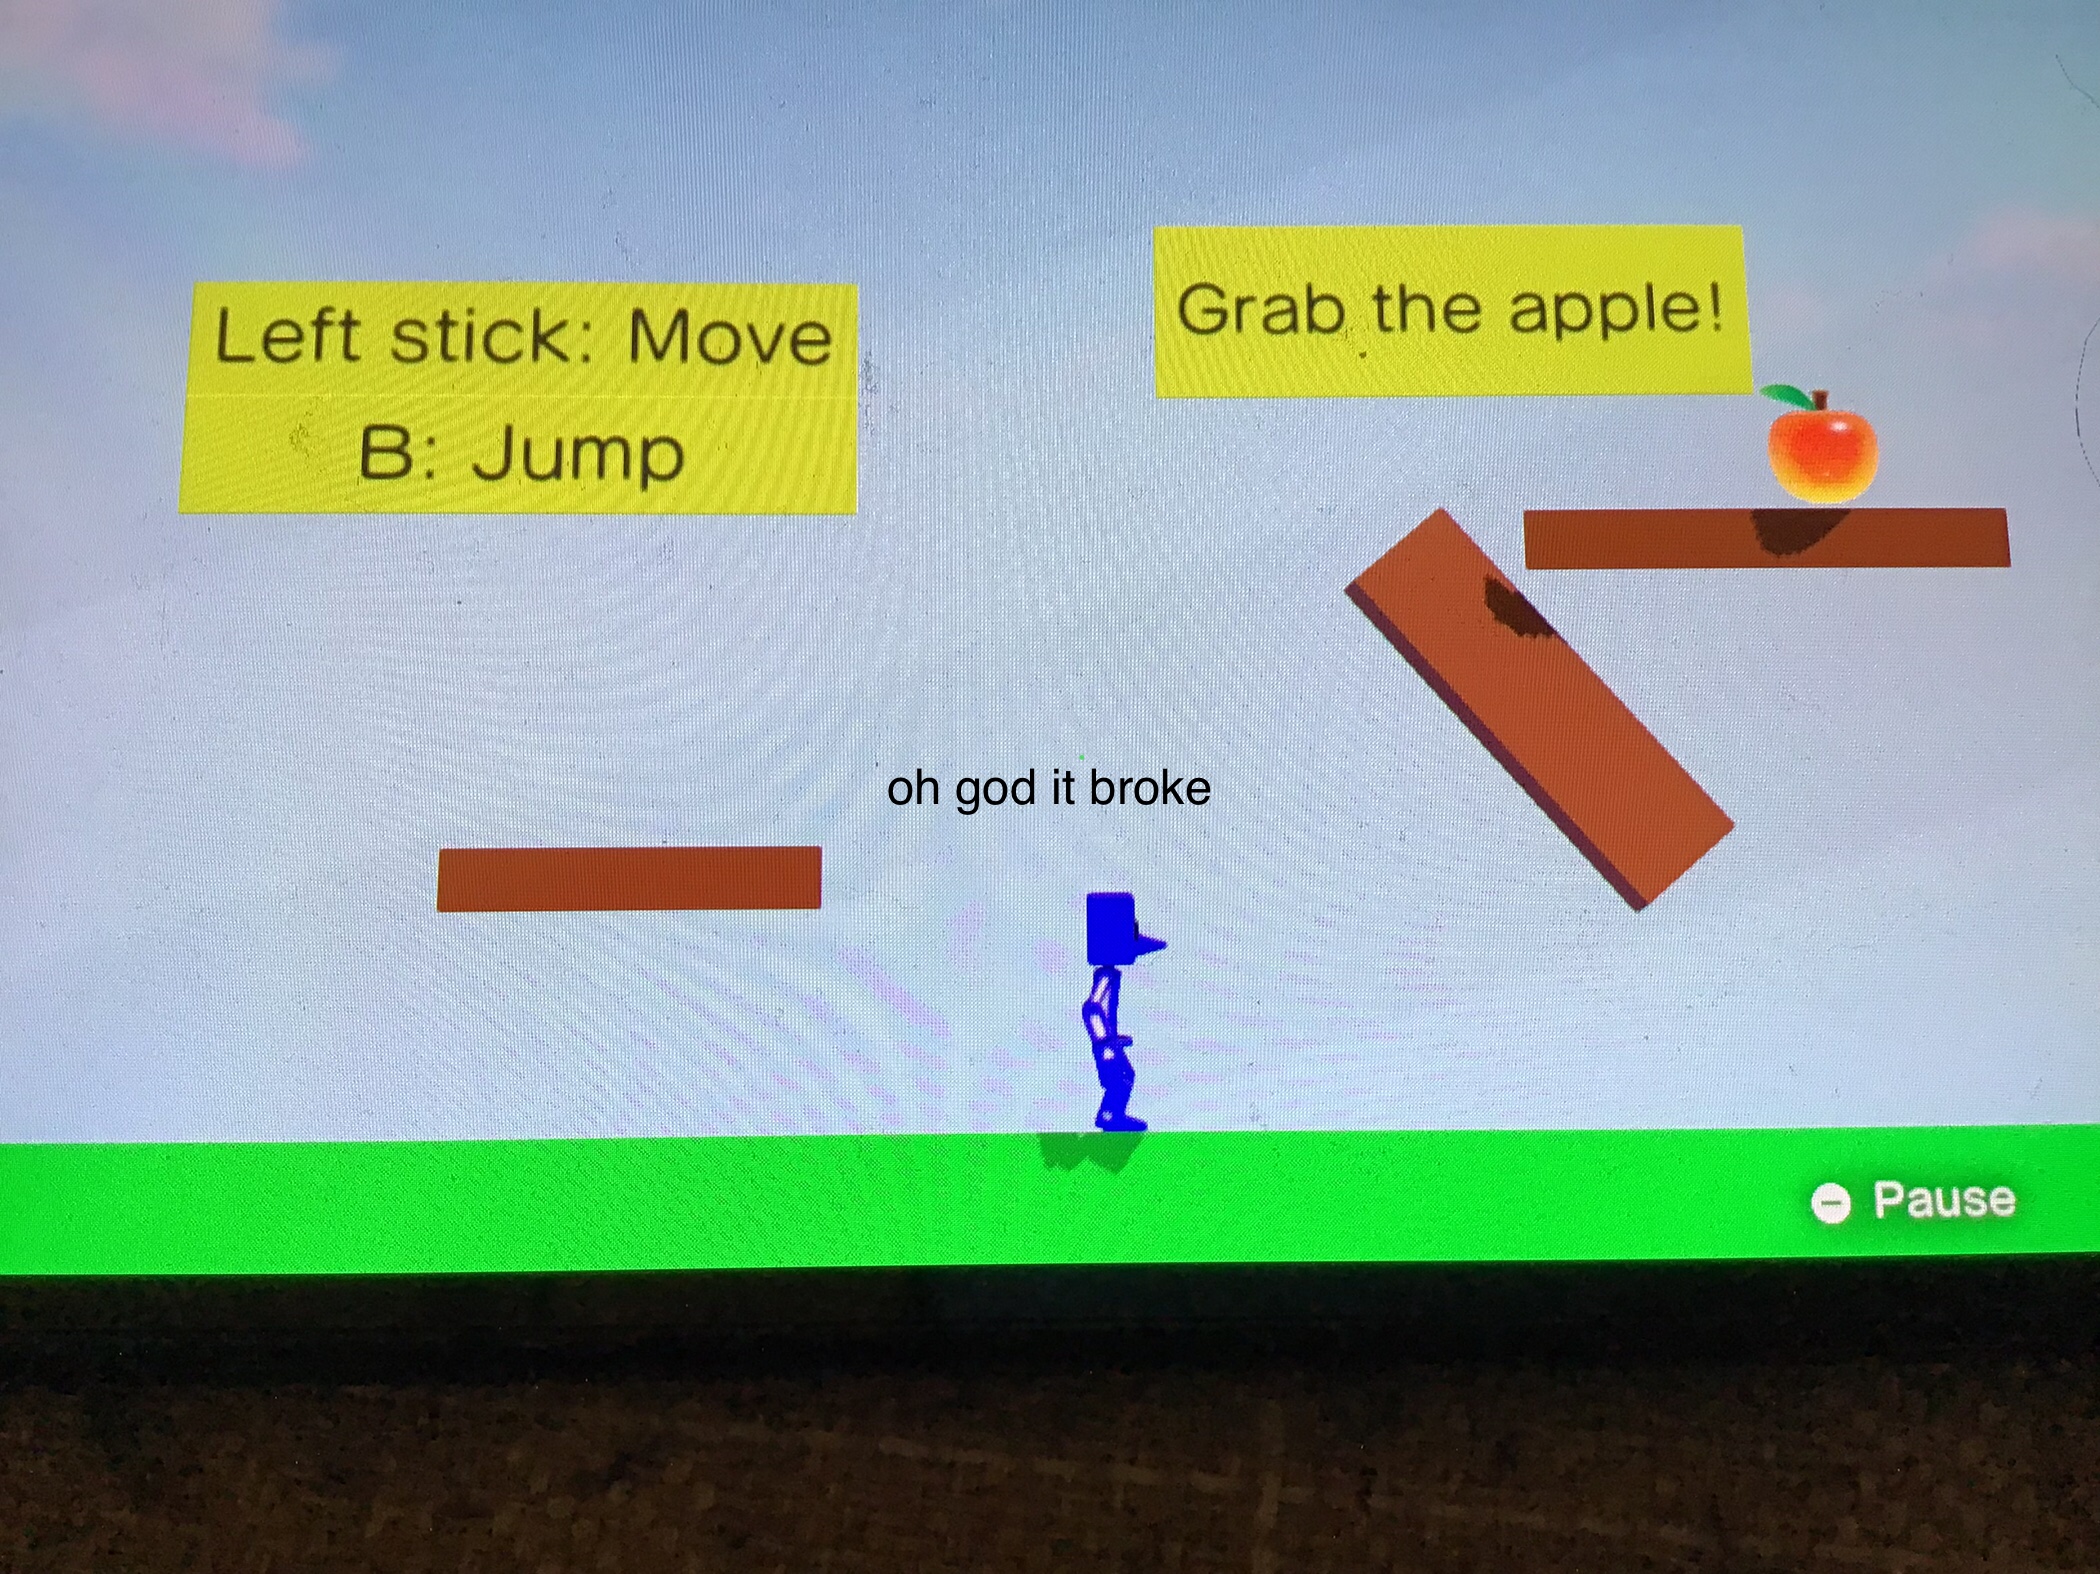 Left stick: Move
B: Jump
Grab the apple!
oh god it broke
Pause